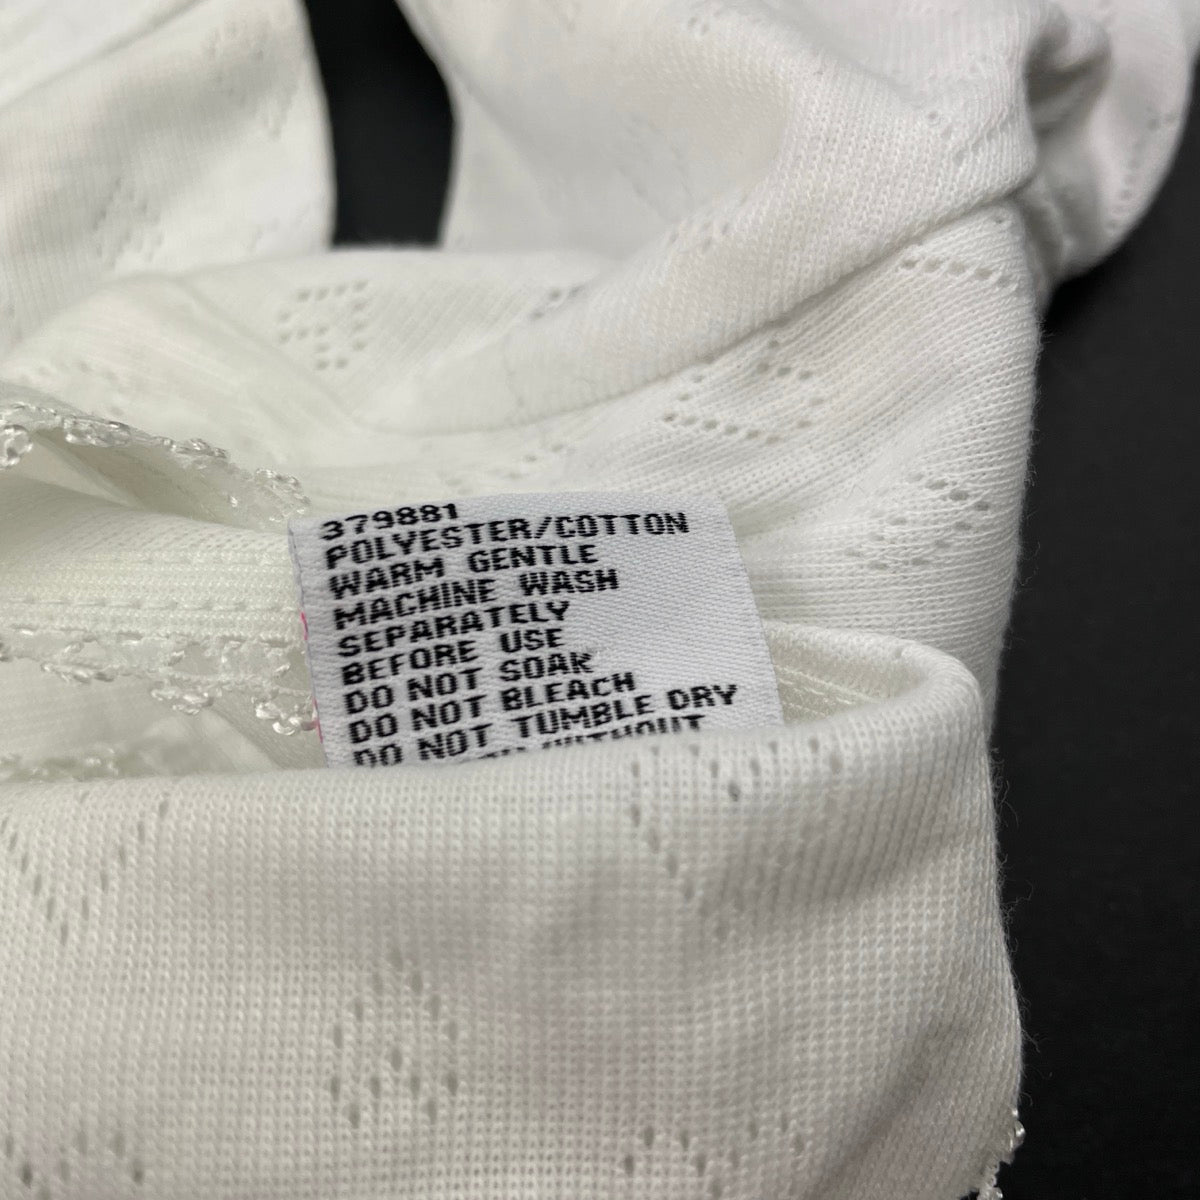 379881
POLYESTER/COTTON
WARM GENTLE
MACHINE WASH
SEPARATELY
BEFORE USE
DO NOT SOAK
DO NOT BLEACH
DO NOT TUMBLE DRY